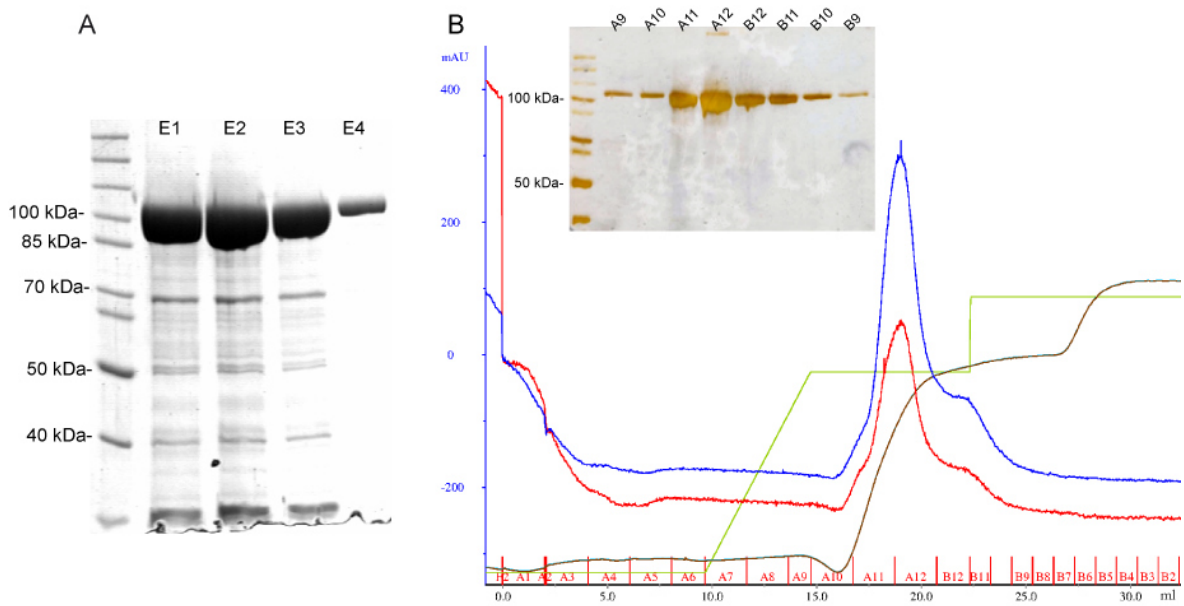 A
E1 E2 E3 E4
100 kDa-
85 kDa-
70 kDa-
50 kDa-
40 kDa-
B
A9 A10 A11 A12 B12 B11 B10 B9
100 kDa-
50 kDa-
mAU
400
200
0
-200
F2 A1 A2 A3 A4 A5 A6 A7 A8 A9 A10 A11 A12 B12 B11 B9 B8 B7 B6 B5 B4 B3 B2
0.0 5.0 10.0 15.0 20.0 25.0 30.0 ml